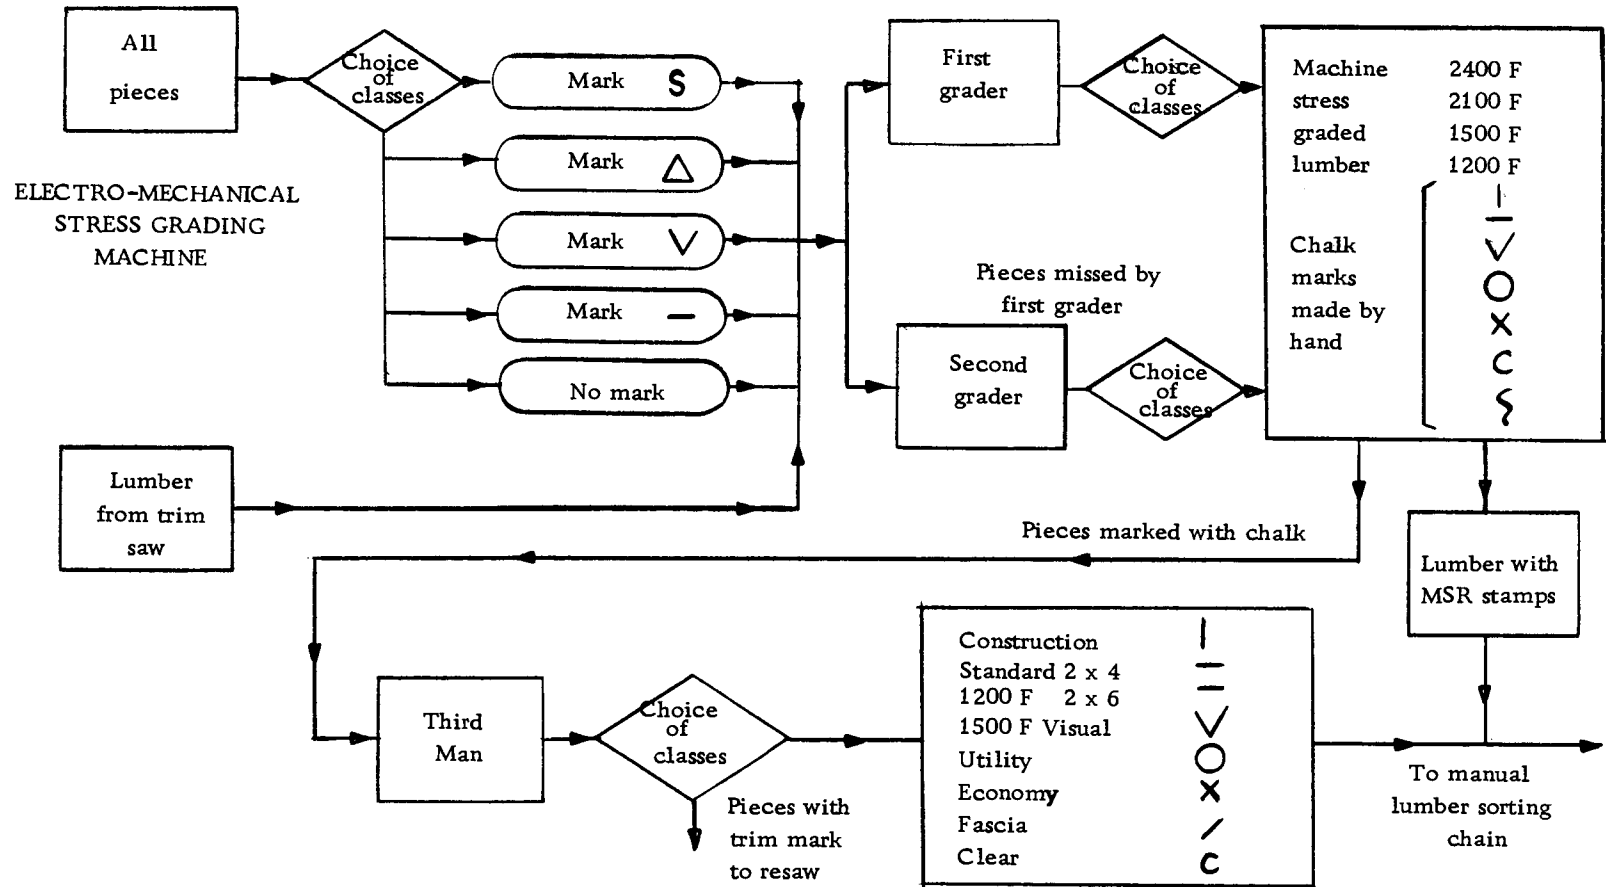 All
pieces
ELECTRO-MECHANICAL
STRESS GRADING
MACHINE
Choice
of
classes
Mark S
Mark △
Mark ∨
Mark —
No mark
Lumber
from trim
saw
First
grader
Choice
of
classes
Pieces missed by
first grader
Second
grader
Choice
of
classes
Machine 2400 F
stress 2100 F
graded 1500 F
lumber 1200 F
|
—
Chalk ∨
marks O
made by X
hand C
Pieces marked with chalk
Lumber with
MSR stamps
Third
Man
Choice
of
classes
Pieces with
trim mark
to resaw
Construction |
Standard 2 x 4 —
1200 F 2 x 6 —
1500 F Visual ∨
Utility O
Economy X
Fascia /
Clear C
To manual
lumber sorting
chain